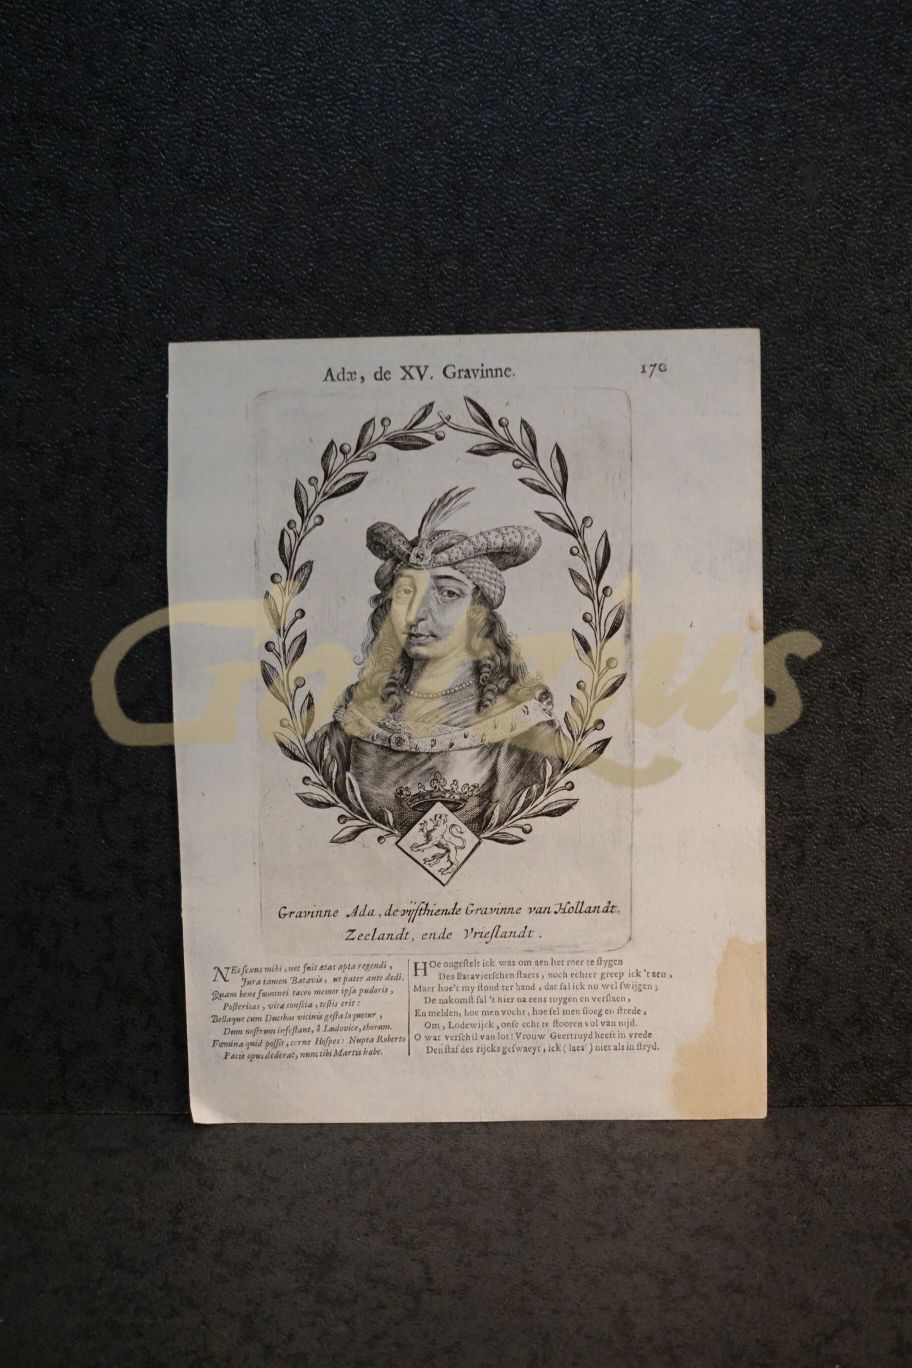 Adæ, de XV. Gravinne.
170
Gravinne Ada, de vijfthiende Gravinne van Hollandt.
Zeelandt, ende Vrieslandt.
NEc sexus mihi, nec fuit ætas apta regendi,
Jura tamen Batavis, ut pater ante dedi.
Quam bene fœminei taceo memor ipsa pudoris,
Posteritas, vitæ conscia, testis erit:
Bellaque cum Ducibus vicinis gesta loquetur,
Dum nostrum infestant, ô Ludovice, thorum.
Fœmina quid possit, cerne Hospes: Nupta Roberto
Pacis opus dederat, nunc tibi Martis habe.
HOe ongestelt ick was om aen het roer te stygen
Des Batavierschen staets, noch echter greep ick 't aen,
Maer hoe't my stond ter hand, dat sal ick nu wel swijgen;
De nakomst sal 't hier na eens tuygen en verslaen,
En melden, hoe men vocht, hoe fel men sloeg en strede,
Om, Lodewijck, onse echt te stooren vol van nijd.
O wat verschil van lot! Vrouw Geertruyd heeft in vrede
Den staf des rijcks geswaeyt, ick (laes!) niet als in stryd.